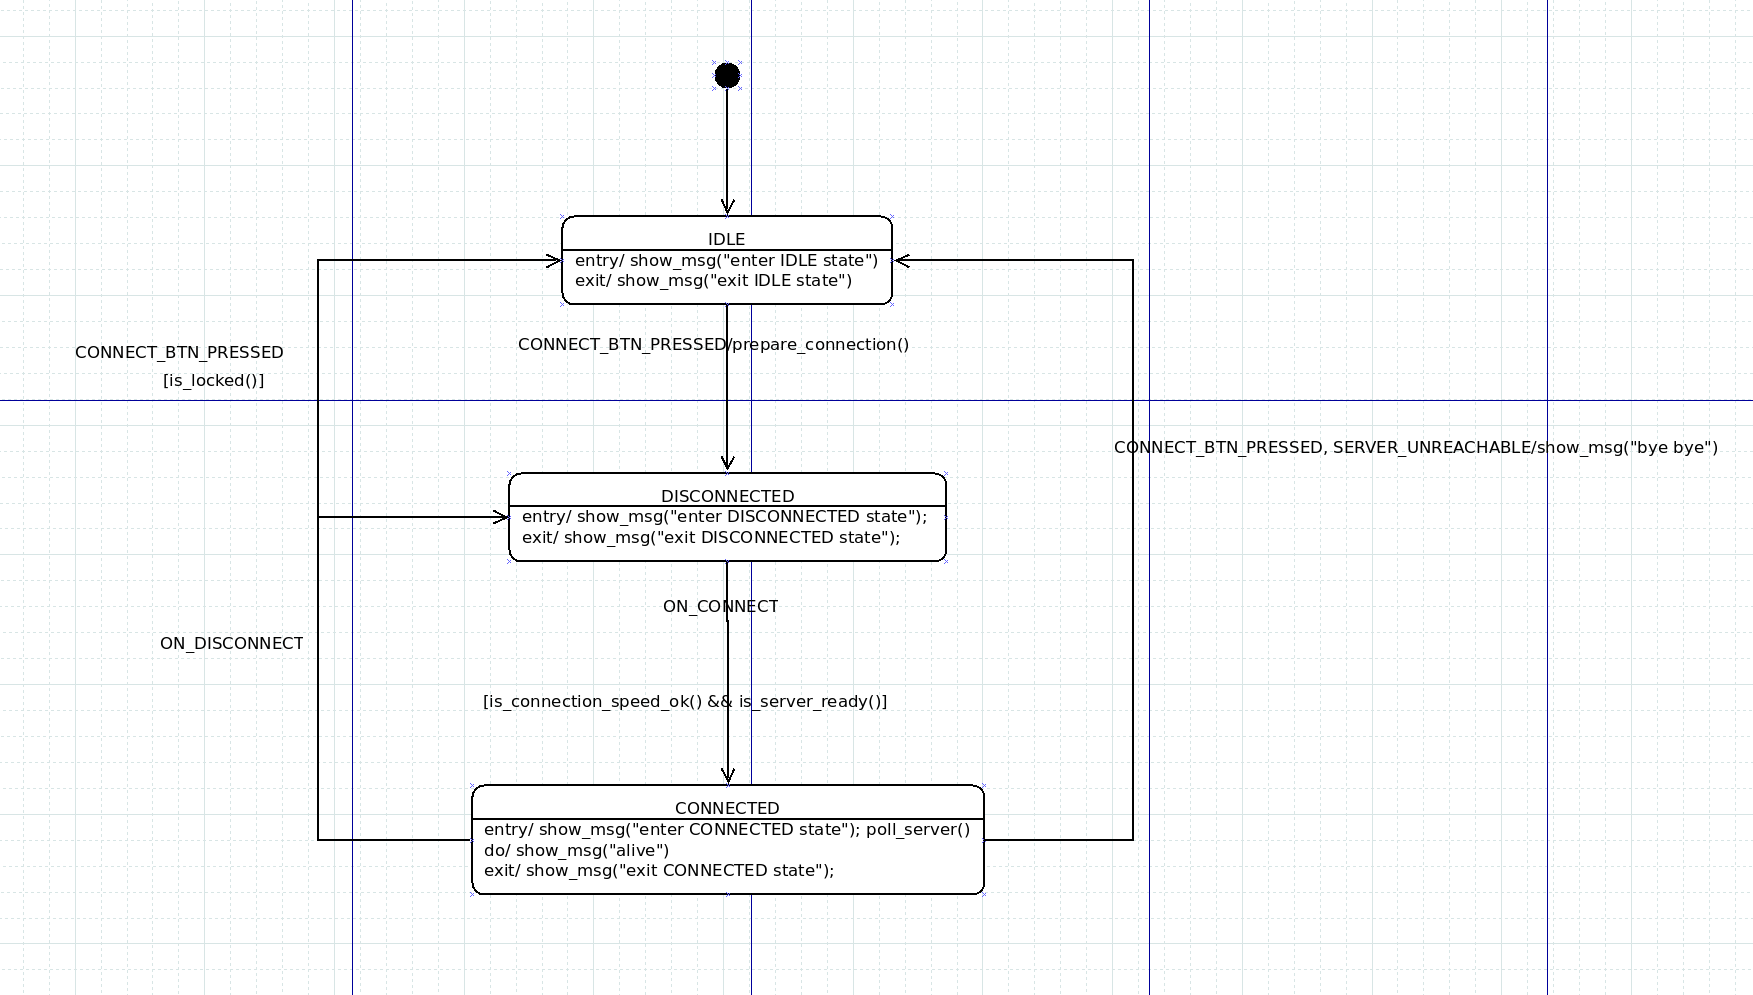 IDLE
entry/ show_msg("enter IDLE state")
exit/ show_msg("exit IDLE state")
CONNECT_BTN_PRESSED/prepare_connection()
CONNECT_BTN_PRESSED
[is_locked()]
CONNECT_BTN_PRESSED, SERVER_UNREACHABLE/show_msg("bye bye")
DISCONNECTED
entry/ show_msg("enter DISCONNECTED state");
exit/ show_msg("exit DISCONNECTED state");
ON_CONNECT
ON_DISCONNECT
[is_connection_speed_ok() && is_server_ready()]
CONNECTED
entry/ show_msg("enter CONNECTED state"); poll_server()
do/ show_msg("alive")
exit/ show_msg("exit CONNECTED state");